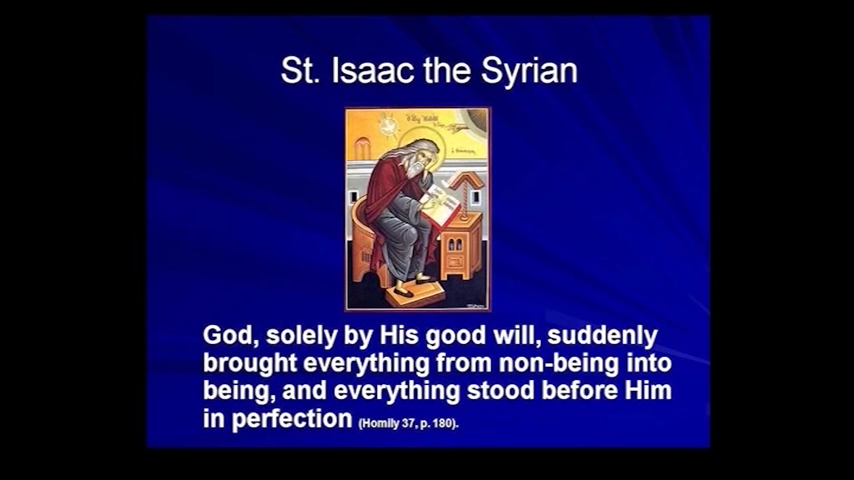 St. Isaac the Syrian
God, solely by His good will, suddenly
brought everything from non-being into
being, and everything stood before Him
in perfection (Homily 37, p. 180).